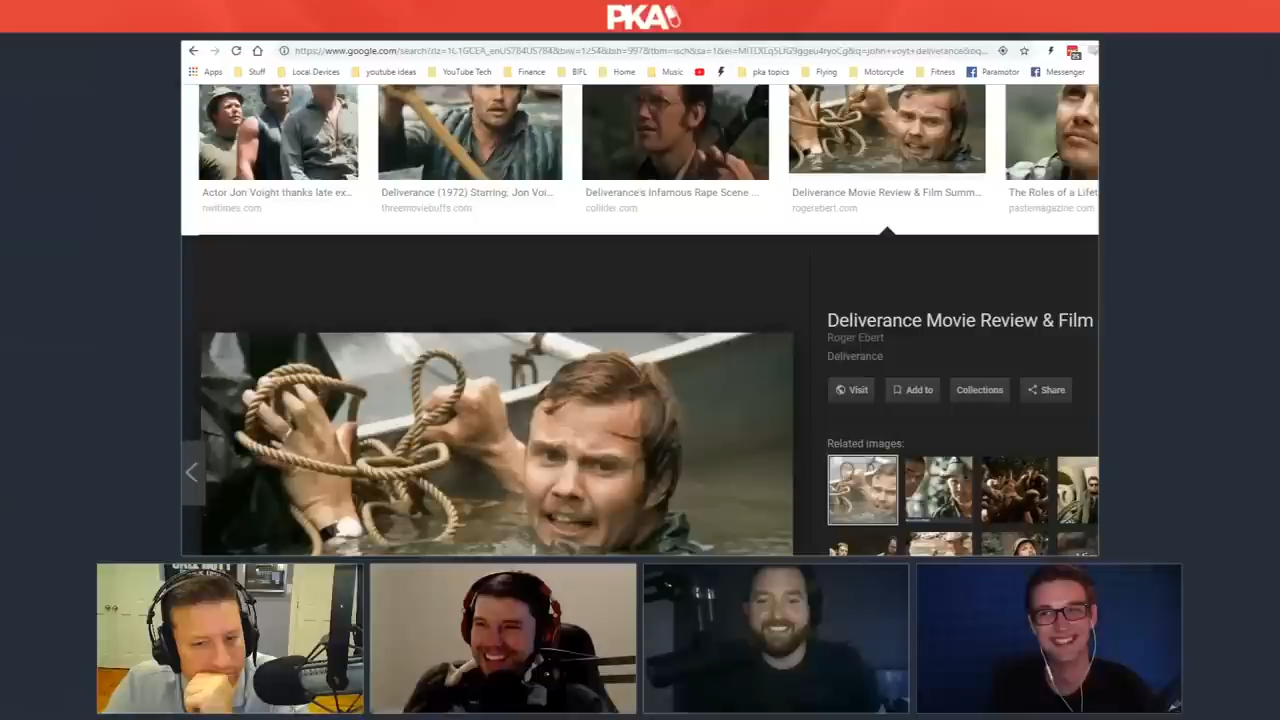 PKA
Apps Stuff Local Devices youtube ideas YouTube Tech Finance BIFL Home Music pka topics Flying Motorcycle Fitness Paramotor Messenger
Actor Jon Voight thanks late ex...
nwitimes.com
Deliverance (1972) Starring: Jon Voi...
threemoviebuffs.com
Deliverance's Infamous Rape Scene ...
collider.com
Deliverance Movie Review & Film Summ...
rogerebert.com
The Roles of a Lifet
pastemagazine.com
Deliverance Movie Review & Film
Roger Ebert
Deliverance
Visit Add to Collections Share
Related images: